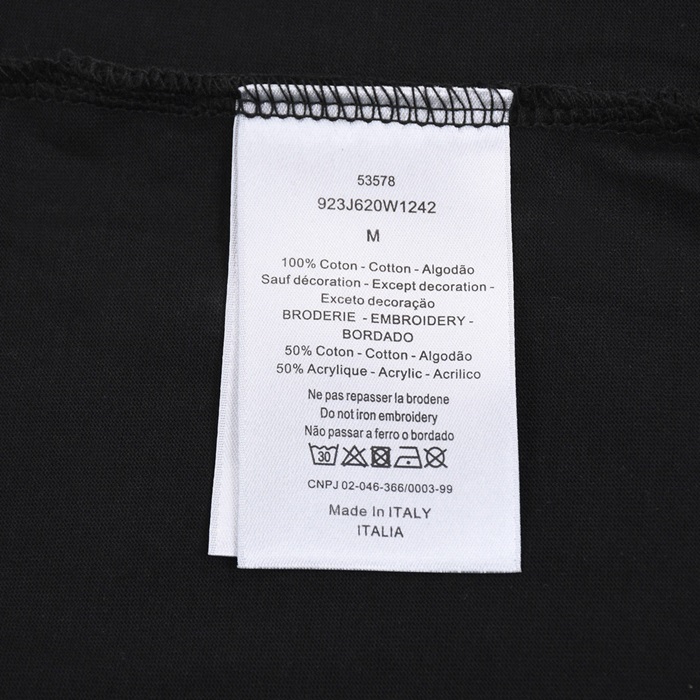 53578
923J620W1242
M
100% Coton - Cotton - Algodão
Sauf décoration - Except decoration -
Exceto decoração
BRODERIE - EMBROIDERY -
BORDADO
50% Coton - Cotton - Algodão
50% Acrylique - Acrylic - Acrilico
Ne pas repasser la brodene
Do not iron embroidery
Não passar a ferro o bordado
30
CNPJ 02-046-366/0003-99
Made In ITALY
ITALIA